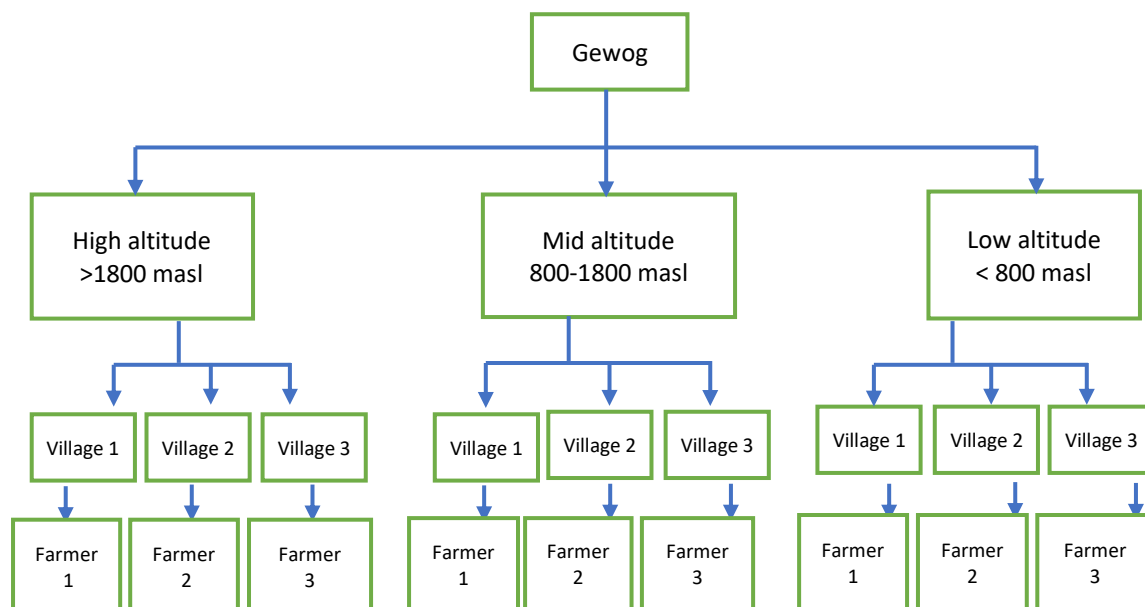 Gewog
High altitude
>1800 masl
Mid altitude
800-1800 masl
Low altitude
< 800 masl
Village 1
Village 2
Village 3
Village 1
Village 2
Village 3
Village 1
Village 2
Village 3
Farmer
1
Farmer
2
Farmer
3
Farmer
1
Farmer
2
Farmer
3
Farmer
1
Farmer
2
Farmer
3